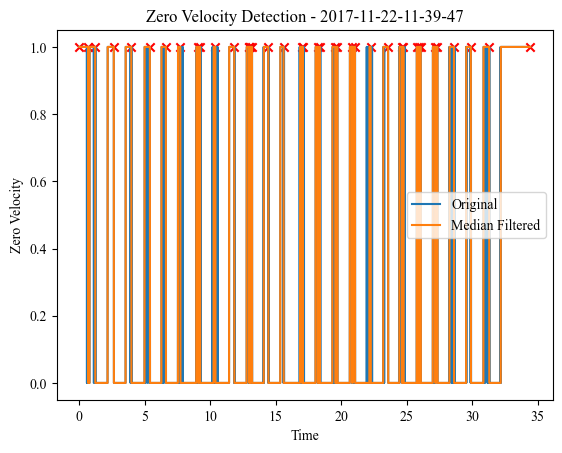 Zero Velocity Detection - 2017-11-22-11-39-47
Zero Velocity
1.0
0.8
0.6
0.4
0.2
0.0
Original
Median Filtered
0 5 10 15 20 25 30 35
Time